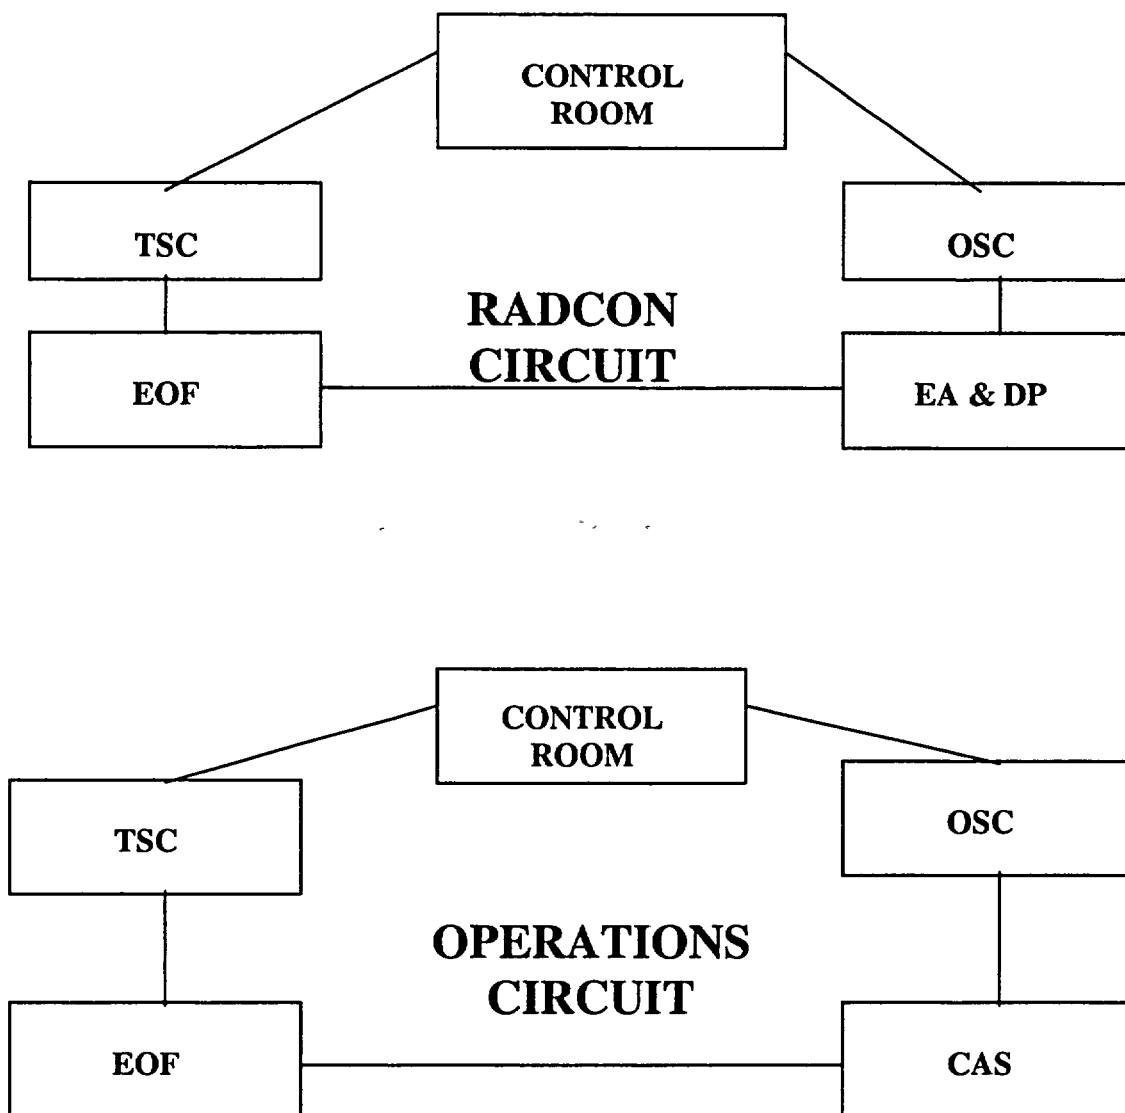 CONTROL
ROOM
TSC
OSC
RADCON
CIRCUIT
EOF
EA & DP
CONTROL
ROOM
TSC
OSC
OPERATIONS
CIRCUIT
EOF
CAS